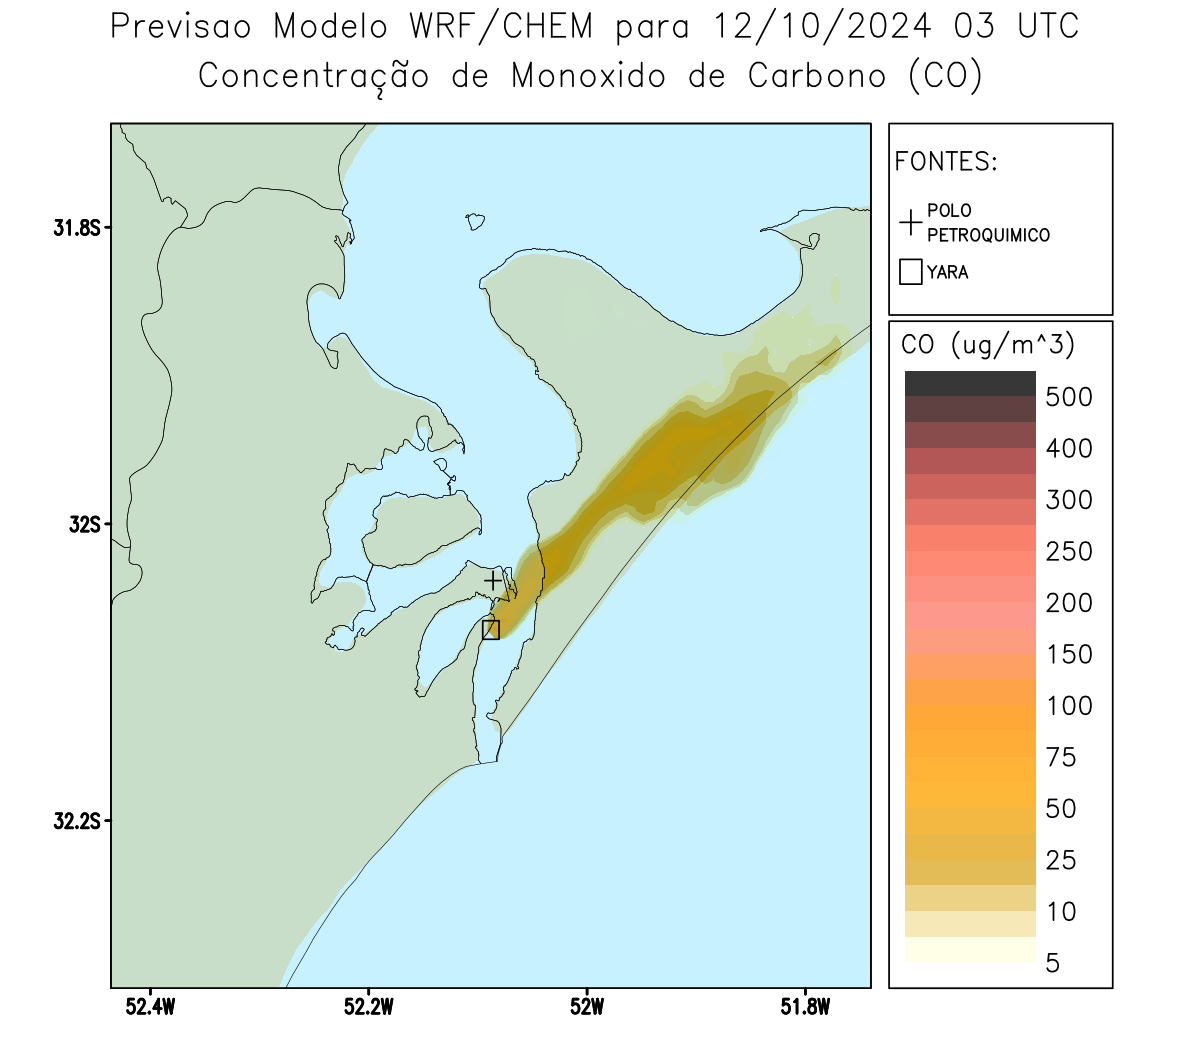 Previsao Modelo WRF/CHEM para 12/10/2024 03 UTC
Concentração de Monoxido de Carbono (CO)
FONTES:
POLO
PETROQUIMICO
YARA
CO (ug/m^3)
500
400
300
250
200
150
100
75
50
25
10
5
31.8S
32S
32.2S
52.4W
52.2W
52W
51.8W